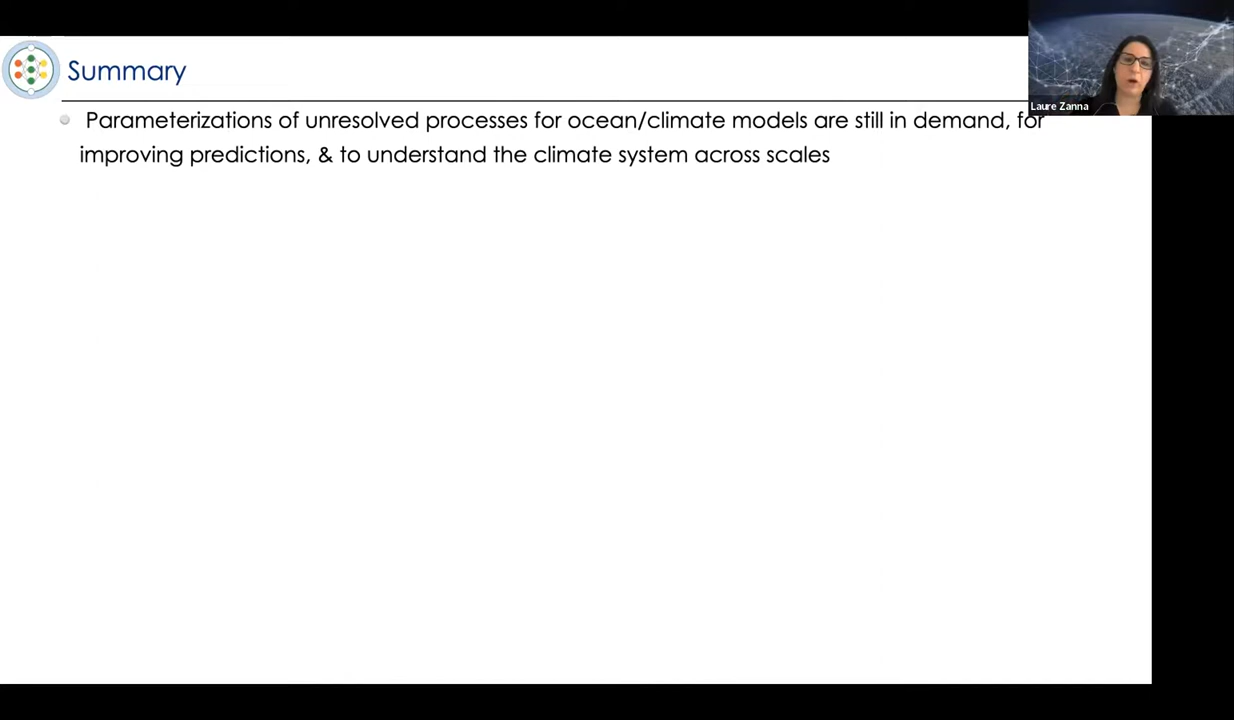 Summary
Parameterizations of unresolved processes for ocean/climate models are still in demand, for
improving predictions, & to understand the climate system across scales
Laure Zanna